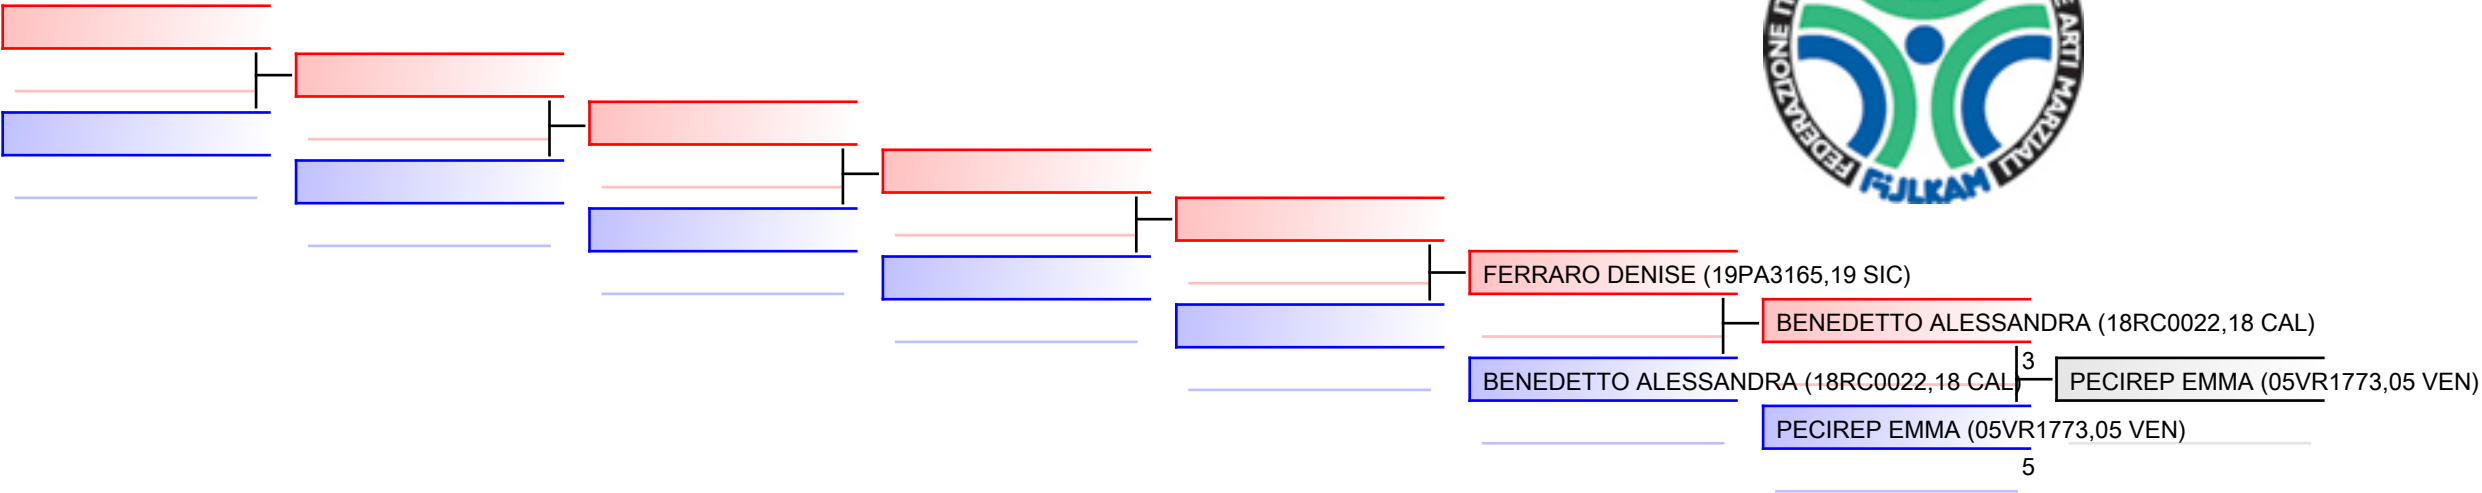 FEDERAZIONE
E ARTI MARZIALI
FIJLKAM
FERRARO DENISE (19PA3165,19 SIC)
BENEDETTO ALESSANDRA (18RC0022,18 CAL)
3
BENEDETTO ALESSANDRA (18RC0022,18 CAL)
PECIREP EMMA (05VR1773,05 VEN)
PECIREP EMMA (05VR1773,05 VEN)
5